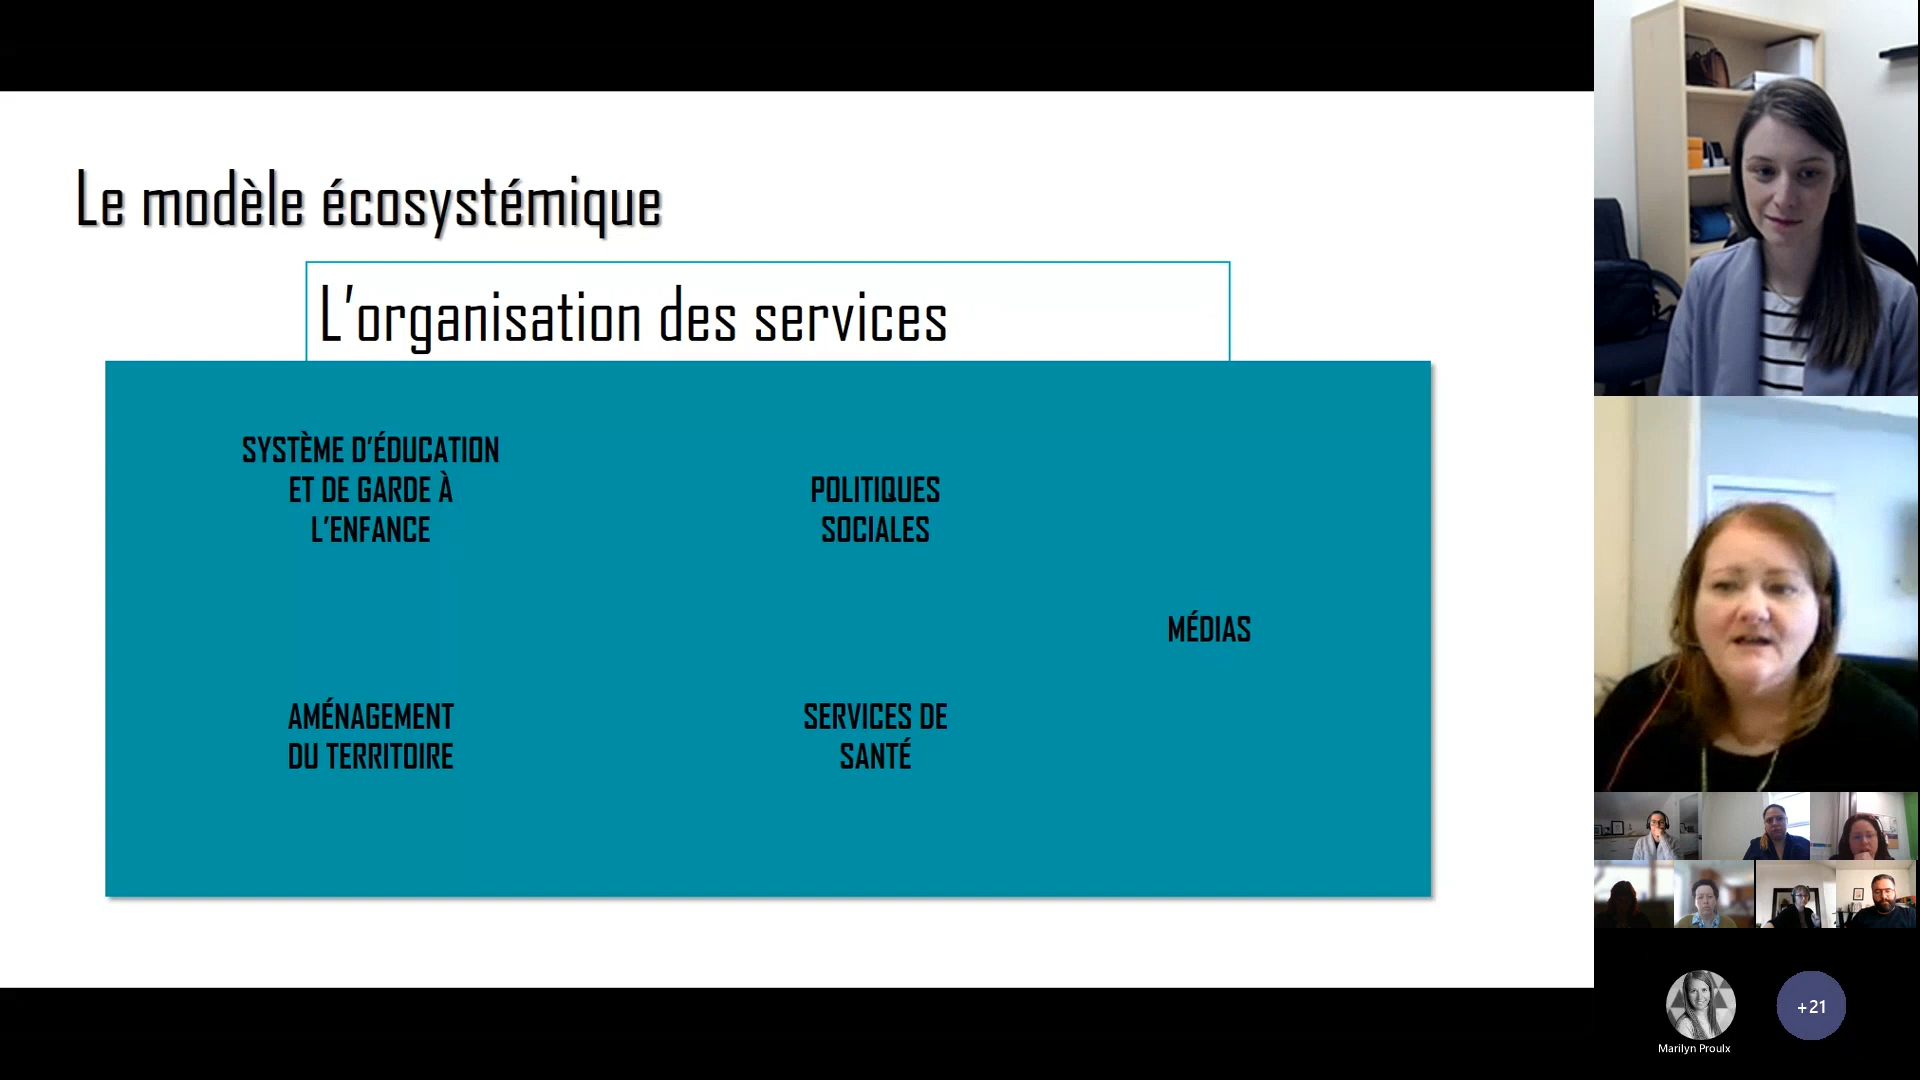 Le modèle écosystémique
L'organisation des services
SYSTÈME D'ÉDUCATION
ET DE GARDE À
L'ENFANCE
POLITIQUES
SOCIALES
MÉDIAS
AMÉNAGEMENT
DU TERRITOIRE
SERVICES DE
SANTÉ
+21
Marilyn Proulx